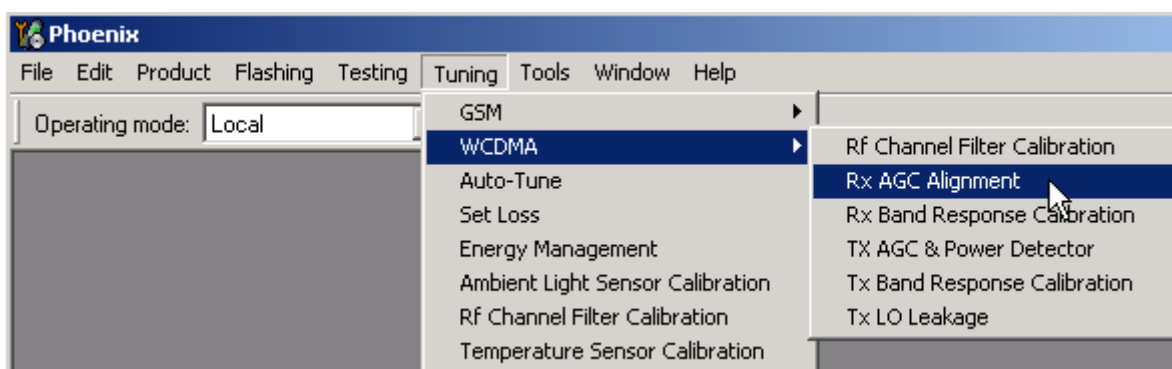 Phoenix
File Edit Product Flashing Testing Tuning Tools Window Help
Operating mode: Local
GSM
WCDMA
Auto-Tune
Set Loss
Energy Management
Ambient Light Sensor Calibration
Rf Channel Filter Calibration
Temperature Sensor Calibration
Rf Channel Filter Calibration
Rx AGC Alignment
Rx Band Response Calibration
TX AGC & Power Detector
Tx Band Response Calibration
Tx LO Leakage